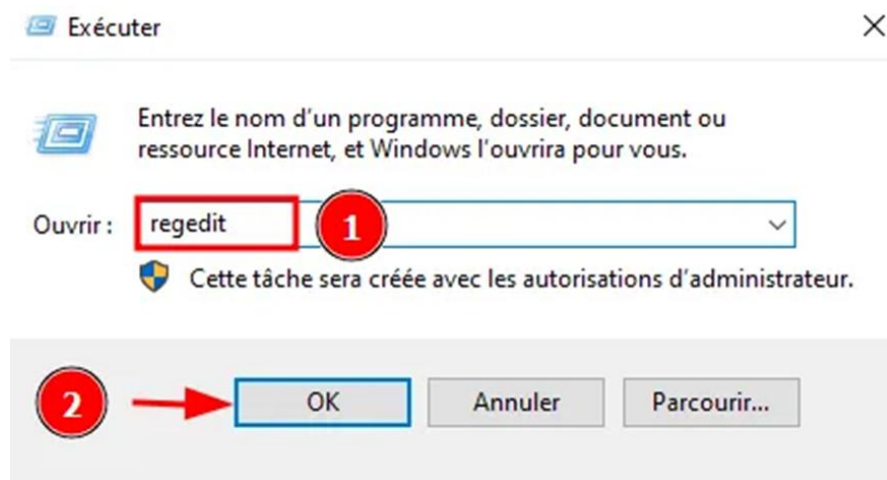 Exécuter
Entrez le nom d'un programme, dossier, document ou
ressource Internet, et Windows l'ouvrira pour vous.
Ouvrir : regedit 1
Cette tâche sera créée avec les autorisations d'administrateur.
2 OK Annuler Parcourir...